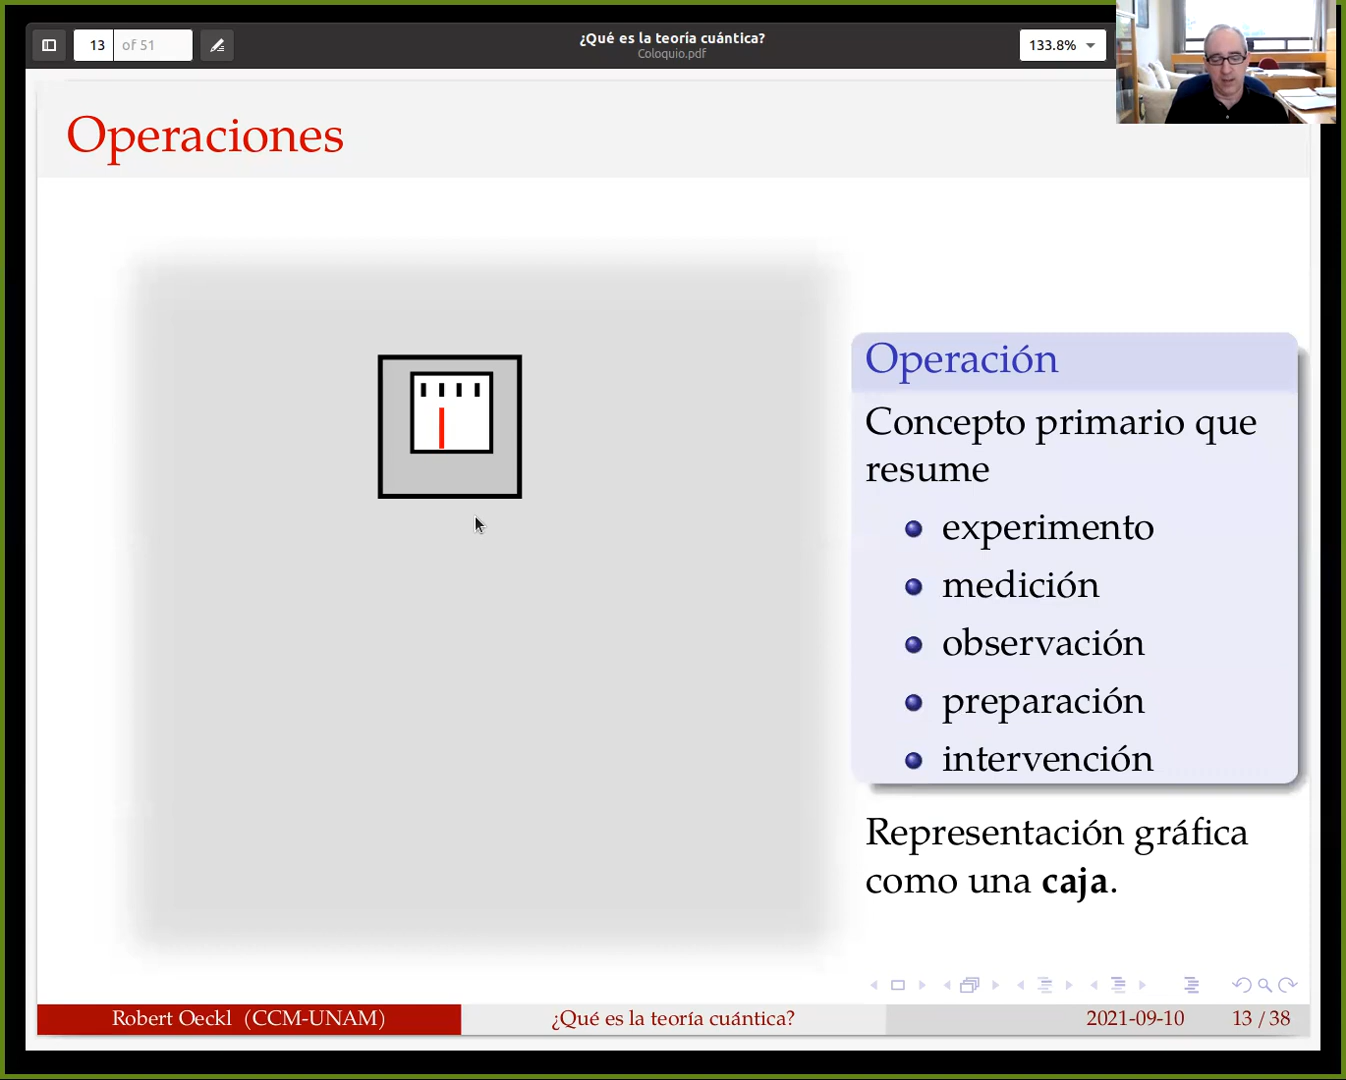 13 of 51
¿Qué es la teoría cuántica?
Coloquio.pdf
133.8%
Operaciones
Operación
Concepto primario que
resume
experimento
medición
observación
preparación
intervención
Representación gráfica
como una caja.
Robert Oeckl (CCM-UNAM)
¿Qué es la teoría cuántica?
2021-09-10
13 / 38